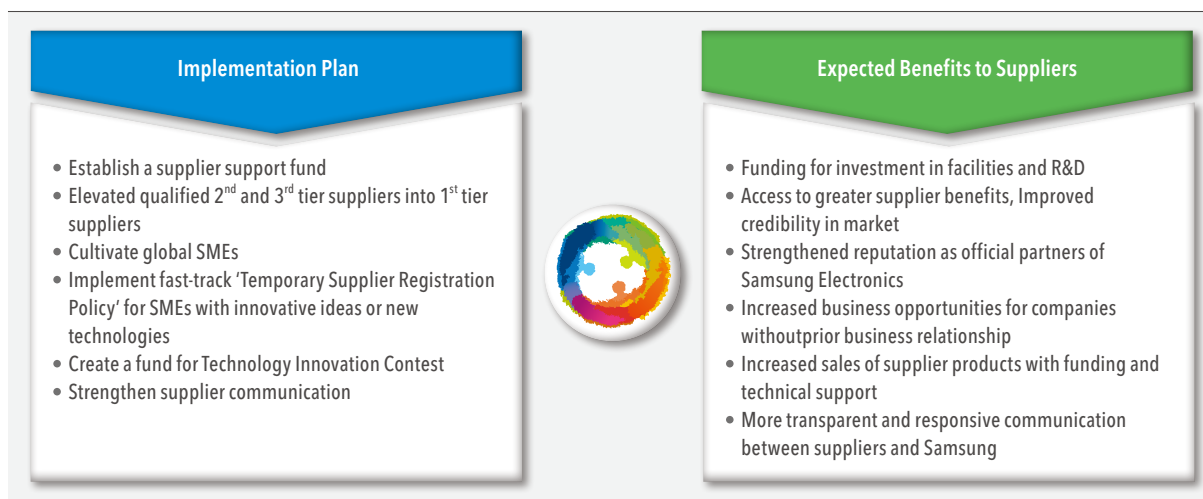 Implementation Plan
• Establish a supplier support fund
• Elevated qualified 2nd and 3rd tier suppliers into 1st tier
suppliers
• Cultivate global SMEs
• Implement fast-track ‘Temporary Supplier Registration
Policy’ for SMEs with innovative ideas or new
technologies
• Create a fund for Technology Innovation Contest
• Strengthen supplier communication
Expected Benefits to Suppliers
• Funding for investment in facilities and R&D
• Access to greater supplier benefits, Improved
credibility in market
• Strengthened reputation as official partners of
Samsung Electronics
• Increased business opportunities for companies
withoutprior business relationship
• Increased sales of supplier products with funding and
technical support
• More transparent and responsive communication
between suppliers and Samsung